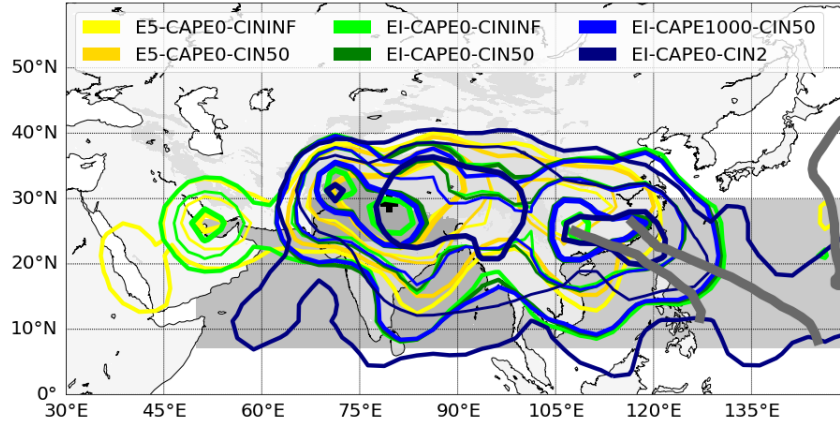 E5-CAPE0-CININF EI-CAPE0-CININF EI-CAPE1000-CIN50
E5-CAPE0-CIN50 EI-CAPE0-CIN50 EI-CAPE0-CIN2
50°N
40°N
30°N
20°N
10°N
0°
30°E 45°E 60°E 75°E 90°E 105°E 120°E 135°E